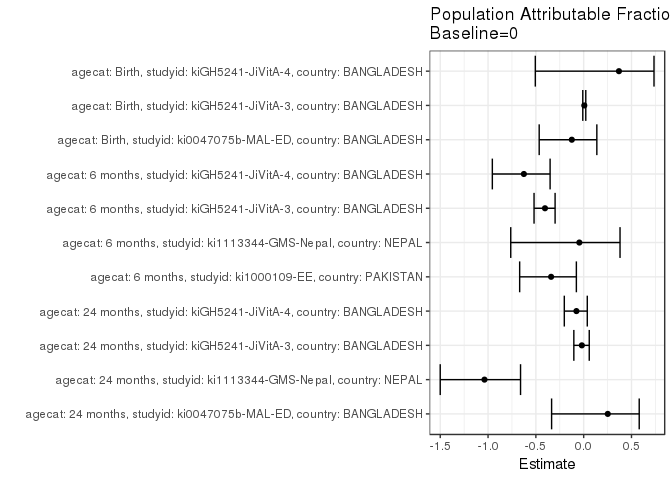 Population Attributable Fractio
Baseline=0
agecat: Birth, studyid: kiGH5241-JiVitA-4, country: BANGLADESH
agecat: Birth, studyid: kiGH5241-JiVitA-3, country: BANGLADESH
agecat: Birth, studyid: ki0047075b-MAL-ED, country: BANGLADESH
agecat: 6 months, studyid: kiGH5241-JiVitA-4, country: BANGLADESH
agecat: 6 months, studyid: kiGH5241-JiVitA-3, country: BANGLADESH
agecat: 6 months, studyid: ki1113344-GMS-Nepal, country: NEPAL
agecat: 6 months, studyid: ki1000109-EE, country: PAKISTAN
agecat: 24 months, studyid: kiGH5241-JiVitA-4, country: BANGLADESH
agecat: 24 months, studyid: kiGH5241-JiVitA-3, country: BANGLADESH
agecat: 24 months, studyid: ki1113344-GMS-Nepal, country: NEPAL
agecat: 24 months, studyid: ki0047075b-MAL-ED, country: BANGLADESH
-1.5 -1.0 -0.5 0.0 0.5
Estimate